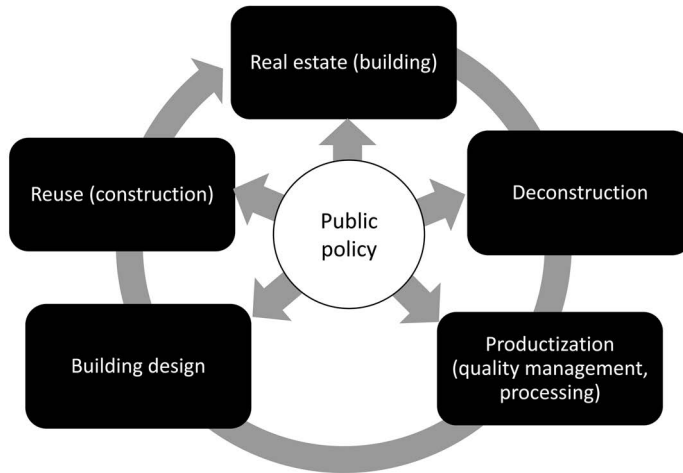 Real estate (building)
Reuse (construction)
Deconstruction
Public
policy
Building design
Productization
(quality management,
processing)